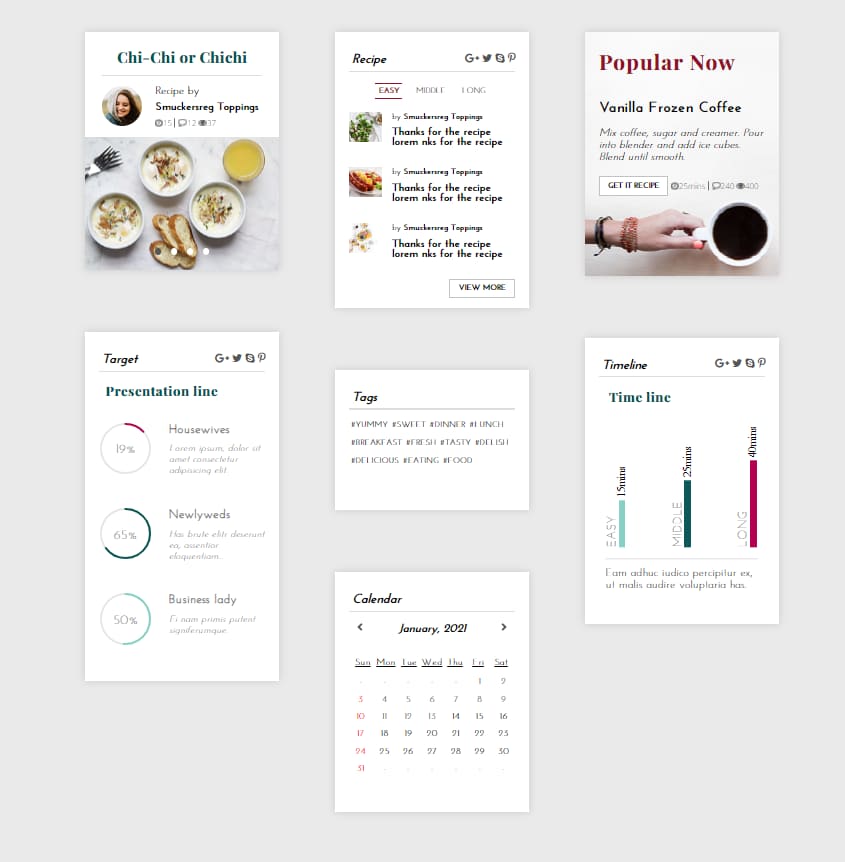 Chi-Chi or Chichi
Recipe by
Smuckersreg Toppings
15 | 12 37
Recipe
G+
EASY MIDDLE LONG
by Smuckersreg Toppings
Thanks for the recipe
lorem nks for the recipe
by Smuckersreg Toppings
Thanks for the recipe
lorem nks for the recipe
by Smuckersreg Toppings
Thanks for the recipe
lorem nks for the recipe
VIEW MORE
Popular Now
Vanilla Frozen Coffee
Mix coffee, sugar and creamer. Pour
into blender and add ice cubes.
Blend until smooth.
GET IT RECIPE 25mins | 240 400
Target
G+
Presentation line
19%
Housewives
Lorem ipsum, dolor sit
amet consectetur
adipisicing elit.
65%
Newlyweds
Has brute elitr deserunt
ea, assentior
eloquentiam..
50%
Business lady
Ei nam primis putent
signiferumque.
Tags
#YUMMY #SWEET #DINNER #LUNCH
#BREAKFAST #FRESH #TASTY #DELISH
#DELICIOUS #EATING #FOOD
Calendar
January, 2021
Sun Mon Tue Wed Thu Fri Sat
. . . . . 1 2
3 4 5 6 7 8 9
10 11 12 13 14 15 16
17 18 19 20 21 22 23
24 25 26 27 28 29 30
31 . . . . . .
Timeline
G+
Time line
EASY
15mins
MIDDLE
25mins
LONG
40mins
Eam adhuc iudico percipitur ex,
ut malis audire voluptaria has.